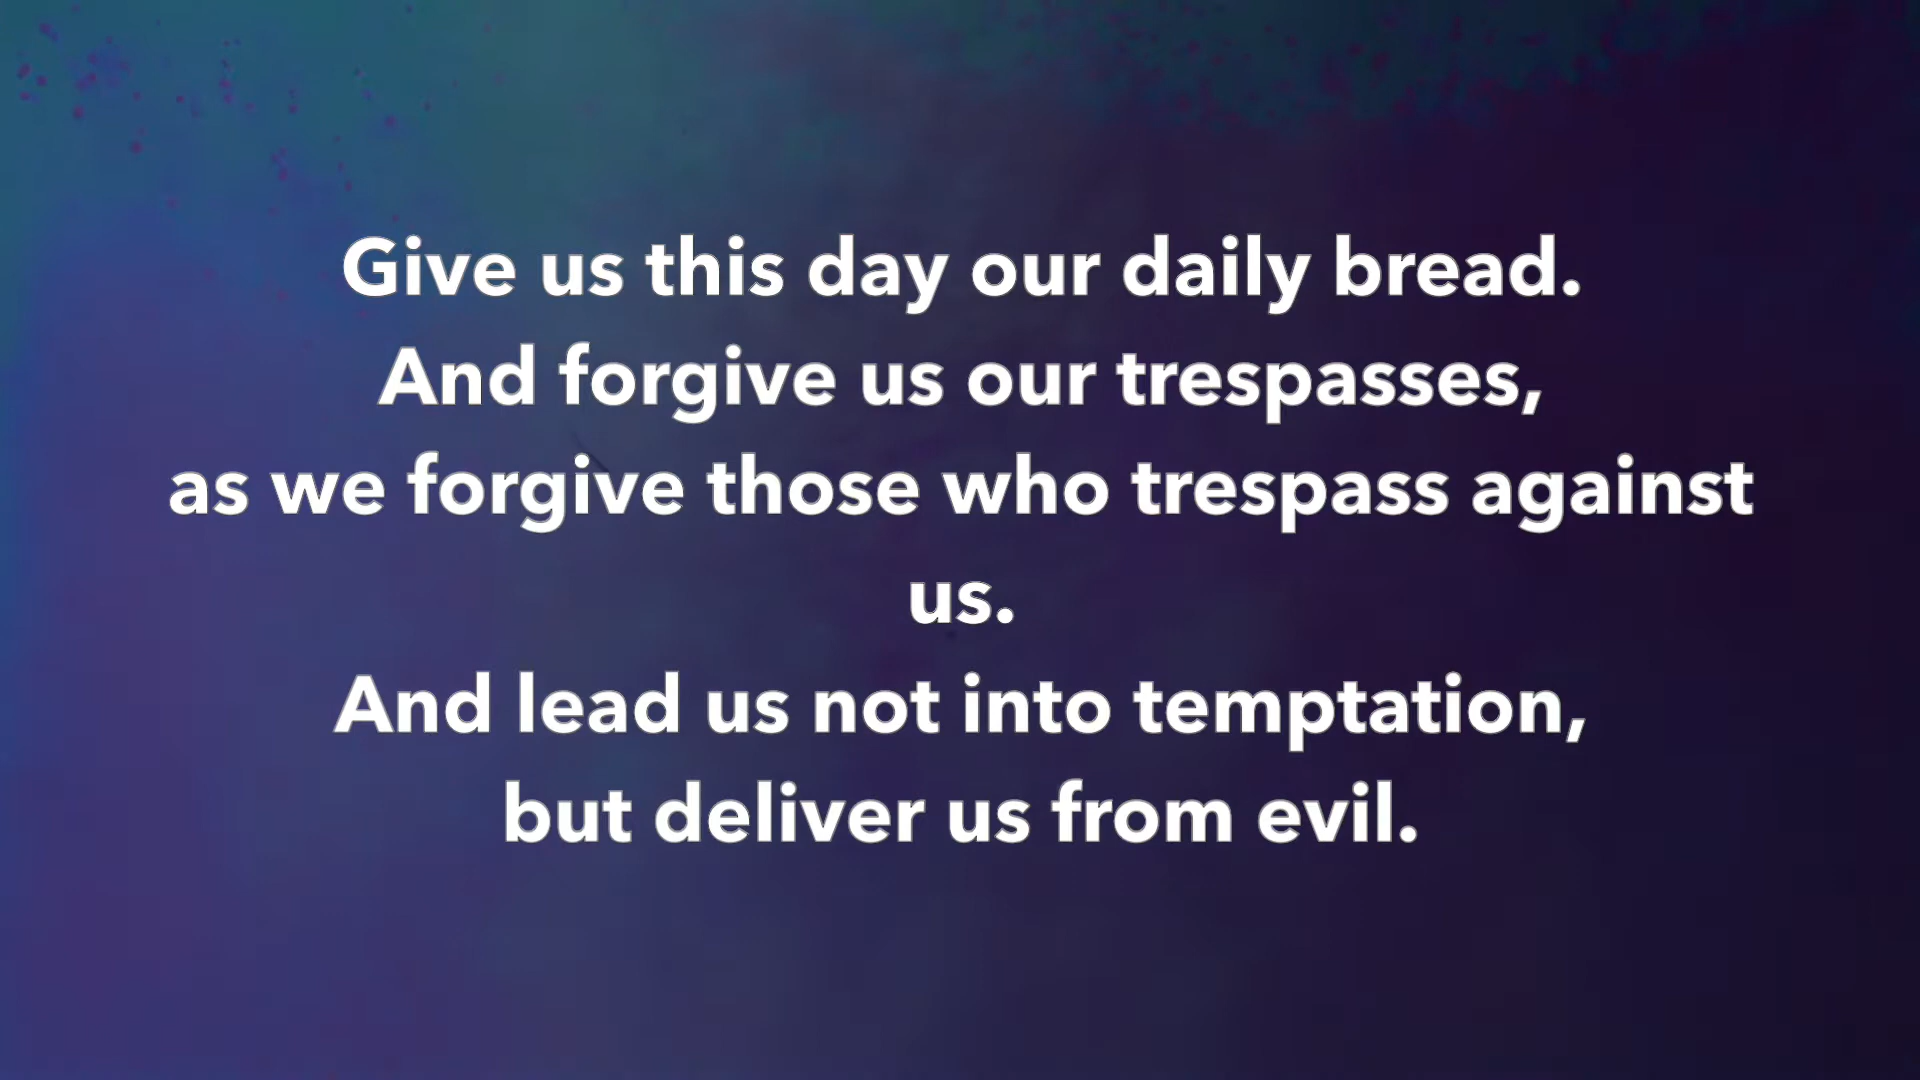 Give us this day our daily bread.
And forgive us our trespasses,
as we forgive those who trespass against
us.
And lead us not into temptation,
but deliver us from evil.